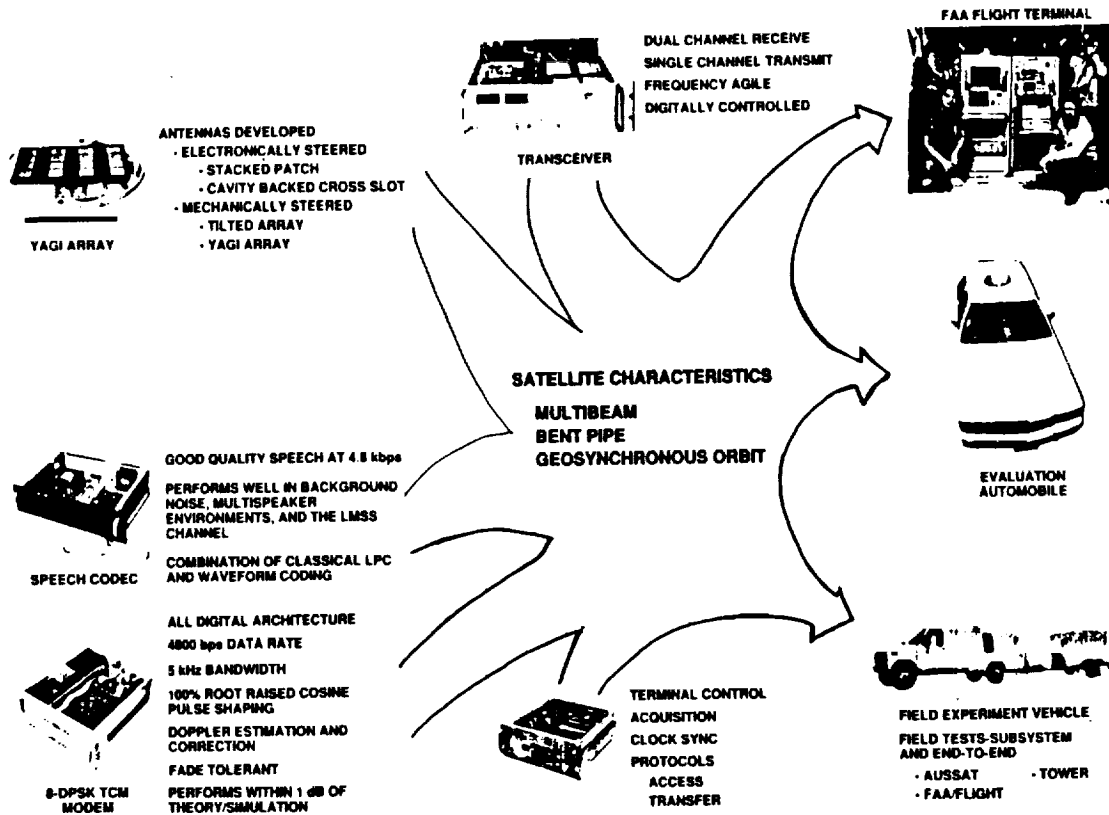 FAA FLIGHT TERMINAL
DUAL CHANNEL RECEIVE
SINGLE CHANNEL TRANSMIT
FREQUENCY AGILE
DIGITALLY CONTROLLED
TRANSCEIVER
ANTENNAS DEVELOPED
· ELECTRONICALLY STEERED
· STACKED PATCH
· CAVITY BACKED CROSS SLOT
· MECHANICALLY STEERED
· TILTED ARRAY
· YAGI ARRAY
YAGI ARRAY
SATELLITE CHARACTERISTICS
MULTIBEAM
BENT PIPE
GEOSYNCHRONOUS ORBIT
EVALUATION
AUTOMOBILE
GOOD QUALITY SPEECH AT 4.8 kbps
PERFORMS WELL IN BACKGROUND
NOISE, MULTISPEAKER
ENVIRONMENTS, AND THE LMSS
CHANNEL
COMBINATION OF CLASSICAL LPC
AND WAVEFORM CODING
SPEECH CODEC
ALL DIGITAL ARCHITECTURE
4800 bps DATA RATE
5 kHz BANDWIDTH
100% ROOT RAISED COSINE
PULSE SHAPING
DOPPLER ESTIMATION AND
CORRECTION
FADE TOLERANT
PERFORMS WITHIN 1 dB OF
THEORY/SIMULATION
8-DPSK TCM
MODEM
TERMINAL CONTROL
ACQUISITION
CLOCK SYNC
PROTOCOLS
ACCESS
TRANSFER
FIELD EXPERIMENT VEHICLE
FIELD TESTS-SUBSYSTEM
AND END-TO-END
· AUSSAT · TOWER
· FAA/FLIGHT